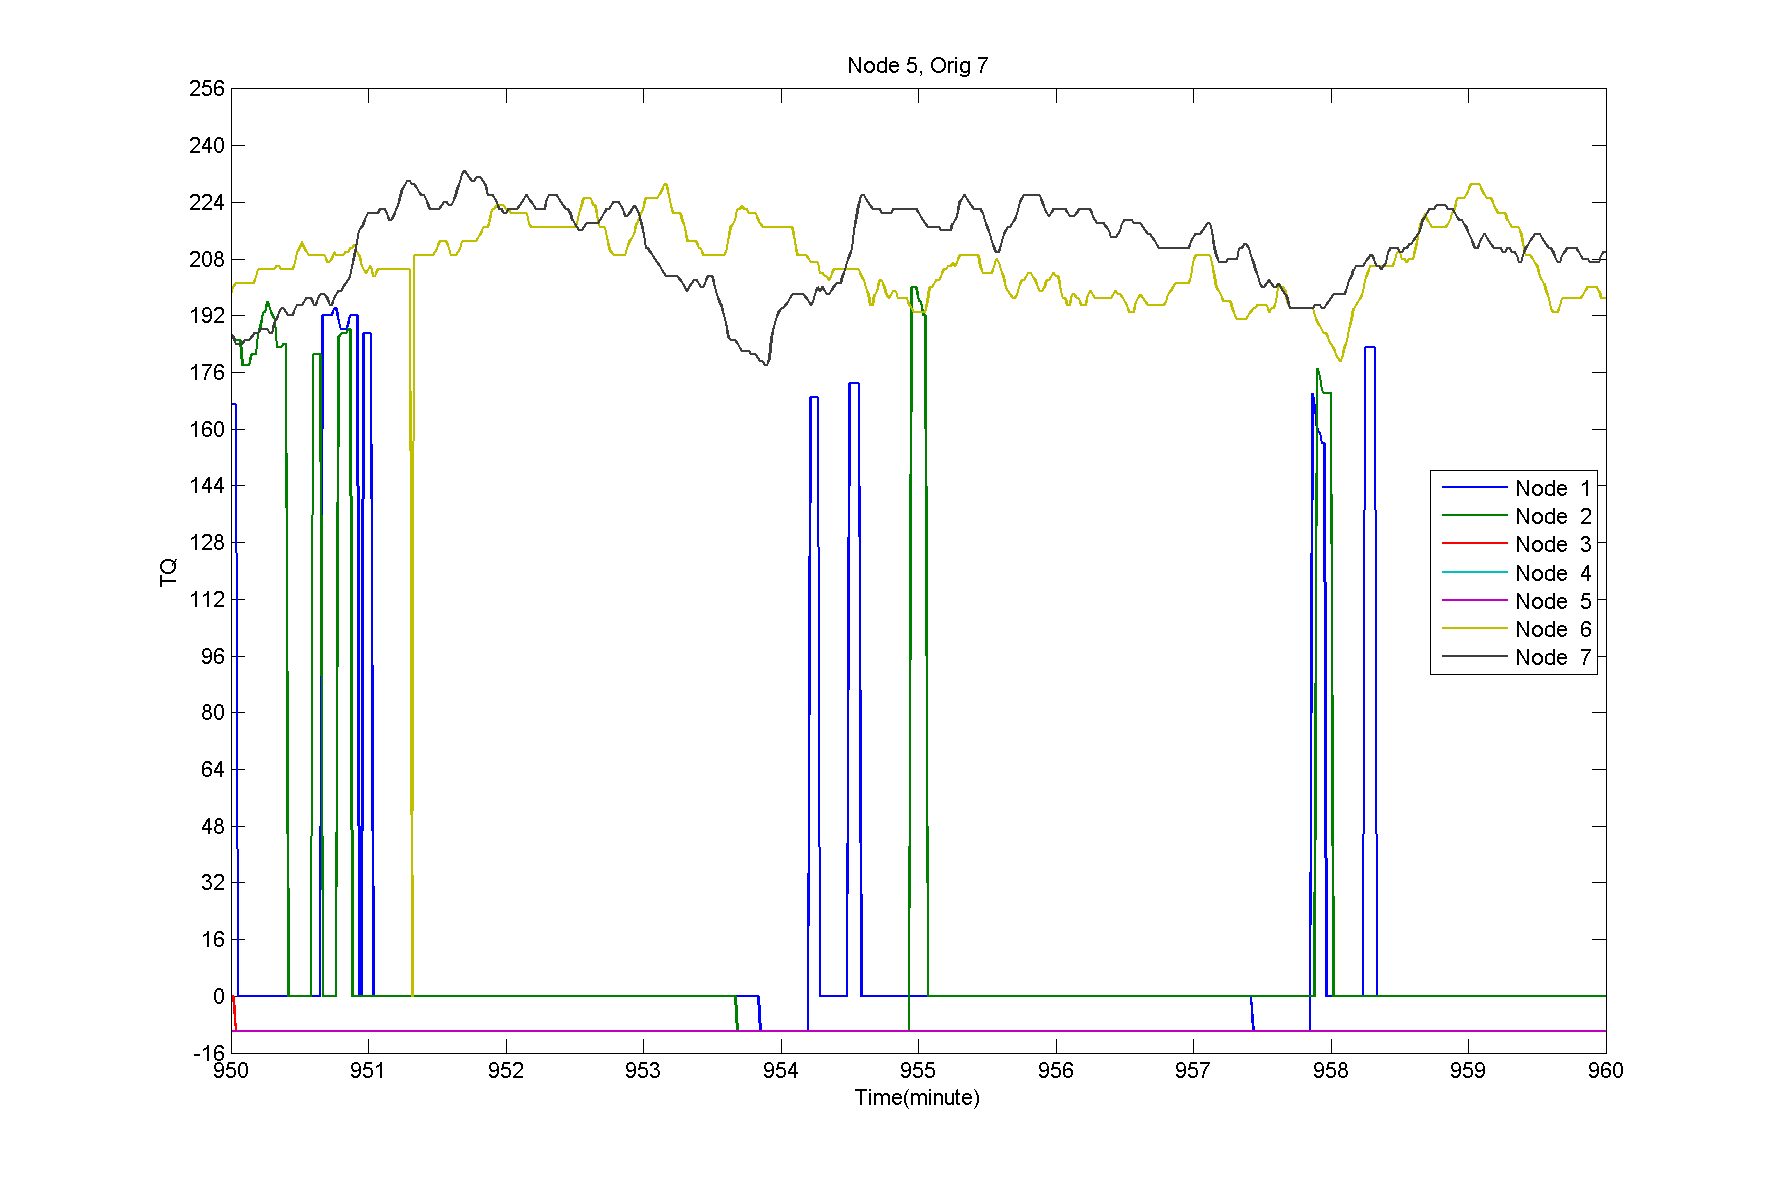 Node 5, Orig 7
256
240
224
208
192
176
160
144
128
112
96
80
64
48
32
16
0
-16
TQ
Node 1
Node 2
Node 3
Node 4
Node 5
Node 6
Node 7
950 951 952 953 954 955 956 957 958 959 960
Time(minute)